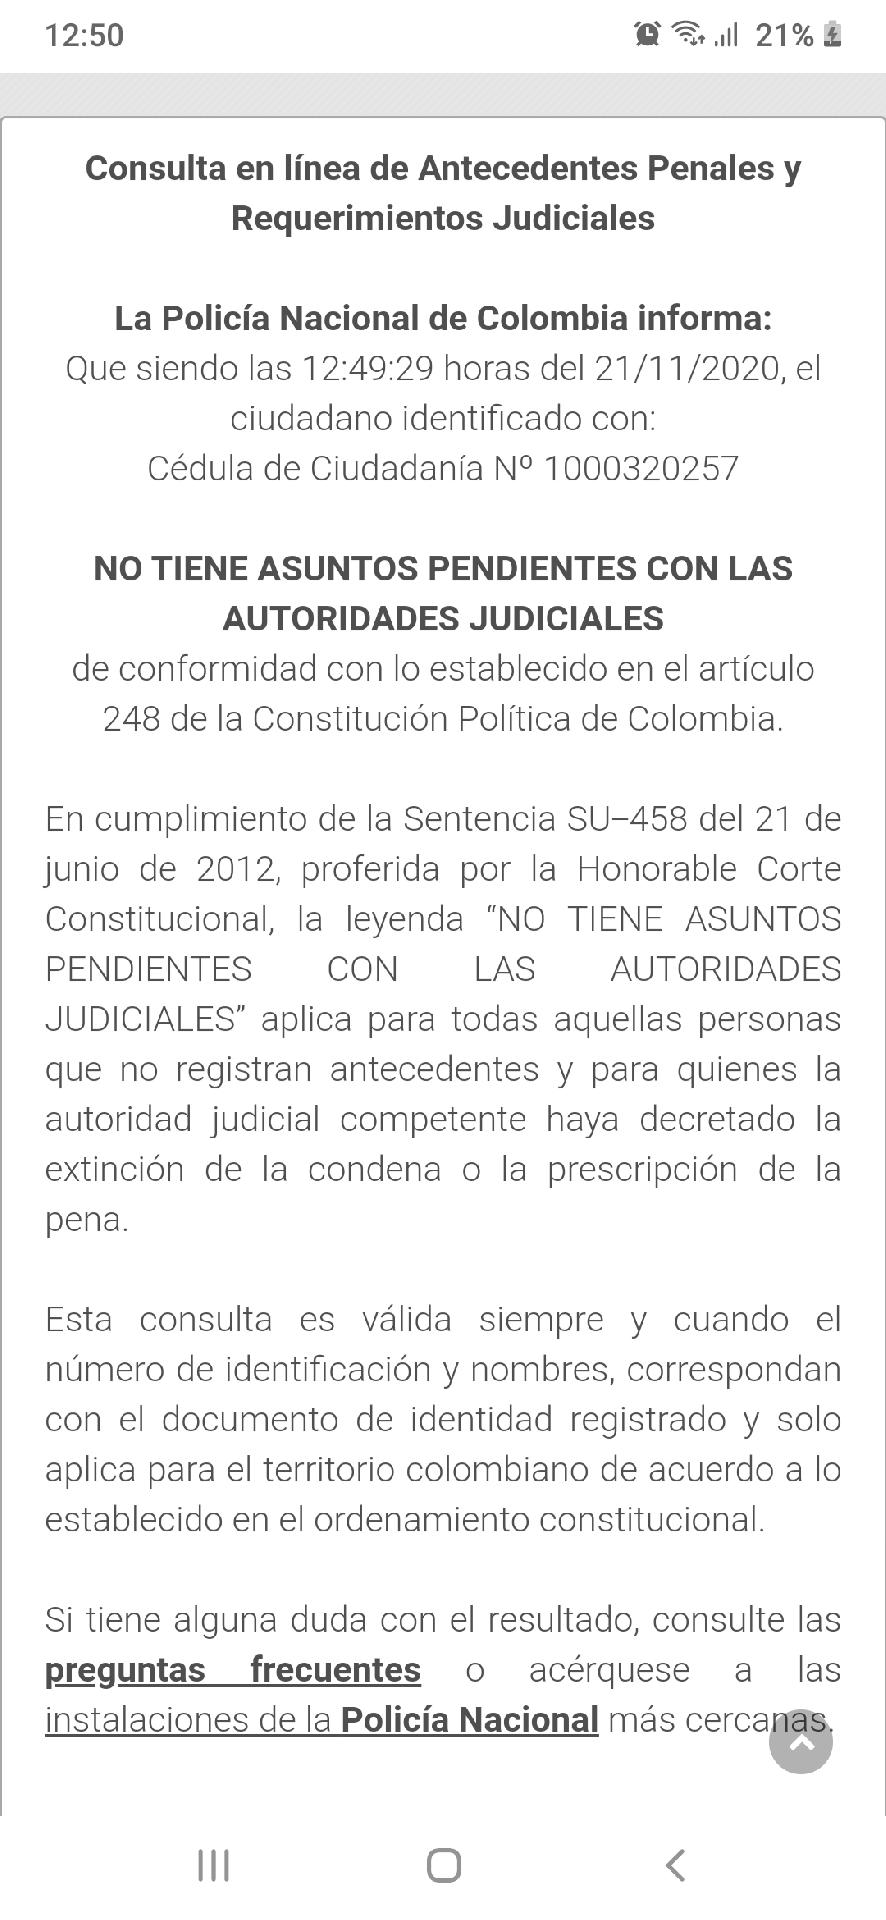 12:50
21%
Consulta en línea de Antecedentes Penales y
Requerimientos Judiciales
La Policía Nacional de Colombia informa:
Que siendo las 12:49:29 horas del 21/11/2020, el
ciudadano identificado con:
Cédula de Ciudadanía Nº 1000320257
NO TIENE ASUNTOS PENDIENTES CON LAS
AUTORIDADES JUDICIALES
de conformidad con lo establecido en el artículo
248 de la Constitución Política de Colombia.
En cumplimiento de la Sentencia SU-458 del 21 de
junio de 2012, proferida por la Honorable Corte
Constitucional, la leyenda “NO TIENE ASUNTOS
PENDIENTES CON LAS AUTORIDADES
JUDICIALES” aplica para todas aquellas personas
que no registran antecedentes y para quienes la
autoridad judicial competente haya decretado la
extinción de la condena o la prescripción de la
pena.
Esta consulta es válida siempre y cuando el
número de identificación y nombres, correspondan
con el documento de identidad registrado y solo
aplica para el territorio colombiano de acuerdo a lo
establecido en el ordenamiento constitucional.
Si tiene alguna duda con el resultado, consulte las
preguntas frecuentes o acérquese a las
instalaciones de la Policía Nacional más cercanas.